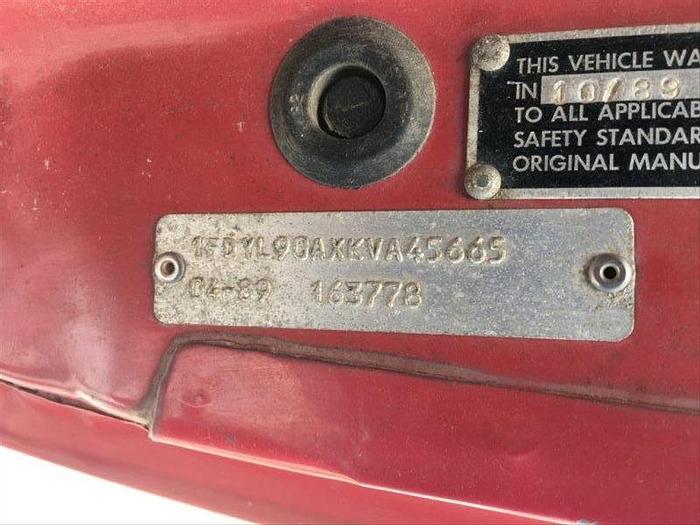 THIS VEHICLE WA
IN 10/89
TO ALL APPLICAB
SAFETY STANDAR
ORIGINAL MANU
1FDYL90AXKVA45665
04-89 163778